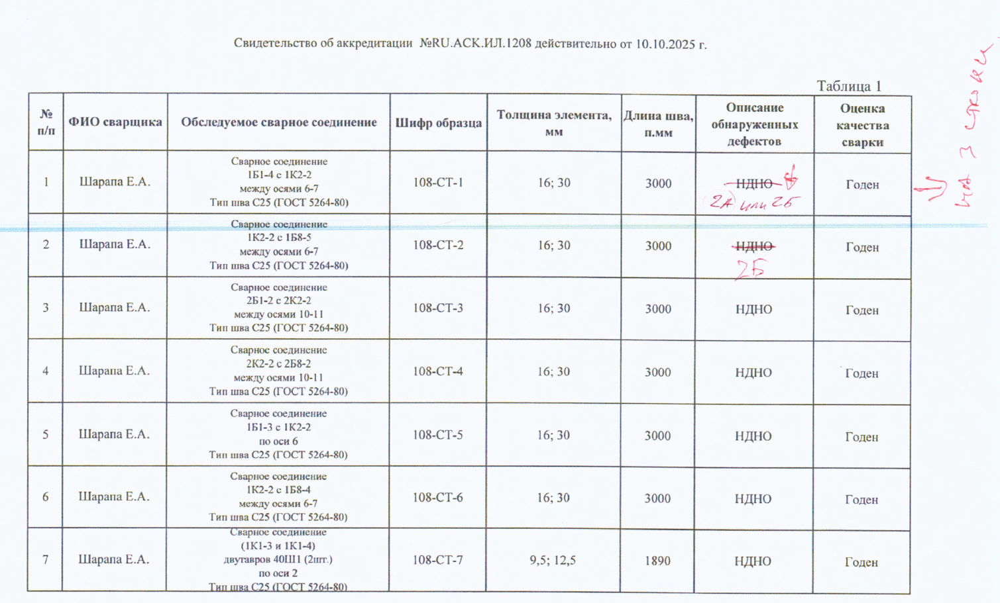 Свидетельство об аккредитации №RU.АСК.ИЛ.1208 действительно от 10.10.2025 г.
Таблица 1
№ п/п
ФИО сварщика
Обследуемое сварное соединение
Шифр образца
Толщина элемента, мм
Длина шва, п.мм
Описание обнаруженных дефектов
Оценка качества сварки
1
Шарапа Е.А.
Сварное соединение
1Б1-4 с 1К2-2
между осями 6-7
Тип шва С25 (ГОСТ 5264-80)
108-СТ-1
16; 30
3000
НДНО
2А или 2Б
Годен
на 3 строки
2
Шарапа Е.А.
Сварное соединение
1К2-2 с 1Б8-5
между осями 6-7
Тип шва С25 (ГОСТ 5264-80)
108-СТ-2
16; 30
3000
НДНО
2Б
Годен
3
Шарапа Е.А.
Сварное соединение
2Б1-2 с 2К2-2
между осями 10-11
Тип шва С25 (ГОСТ 5264-80)
108-СТ-3
16; 30
3000
НДНО
Годен
4
Шарапа Е.А.
Сварное соединение
2К2-2 с 2Б8-2
между осями 10-11
Тип шва С25 (ГОСТ 5264-80)
108-СТ-4
16; 30
3000
НДНО
Годен
5
Шарапа Е.А.
Сварное соединение
1Б1-3 с 1К2-2
по оси 6
Тип шва С25 (ГОСТ 5264-80)
108-СТ-5
16; 30
3000
НДНО
Годен
6
Шарапа Е.А.
Сварное соединение
1К2-2 с 1Б8-4
между осями 6-7
Тип шва С25 (ГОСТ 5264-80)
108-СТ-6
16; 30
3000
НДНО
Годен
7
Шарапа Е.А.
Сварное соединение
(1К1-3 и 1К1-4)
двутавров 40Ш1 (2шт.)
по оси 2
Тип шва С25 (ГОСТ 5264-80)
108-СТ-7
9,5; 12,5
1890
НДНО
Годен